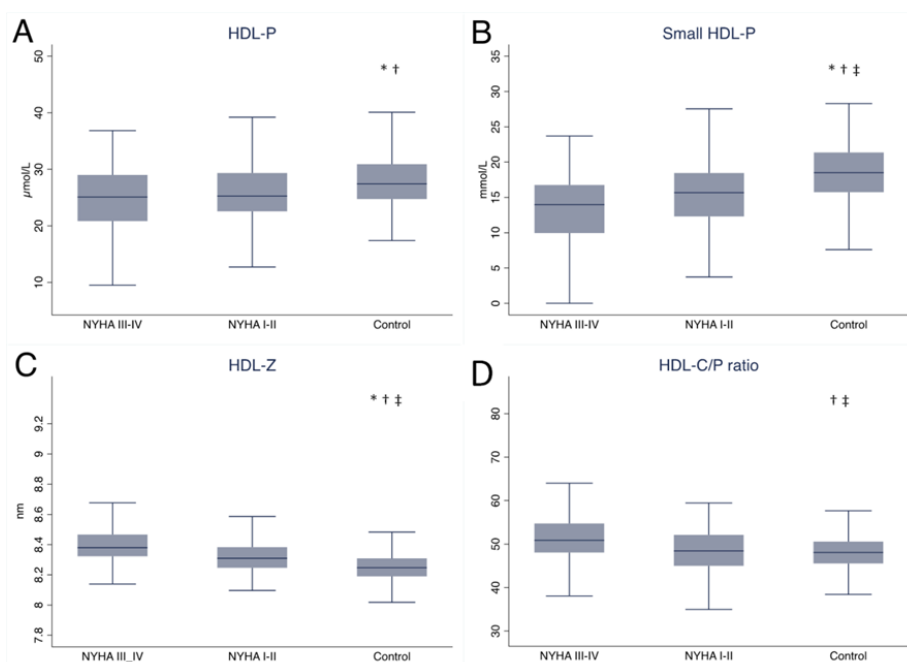 A
HDL-P
* †
50
40
30
20
10
µmol/L
NYHA III-IV
NYHA I-II
Control
B
Small HDL-P
* † ‡
35
30
25
20
15
10
5
0
mmol/L
NYHA III-IV
NYHA I-II
Control
C
HDL-Z
* † ‡
9.2
9
8.8
8.6
8.4
8.2
8
7.8
nm
NYHA III_IV
NYHA I-II
Control
D
HDL-C/P ratio
† ‡
80
70
60
50
40
30
NYHA III-IV
NYHA I-II
Control